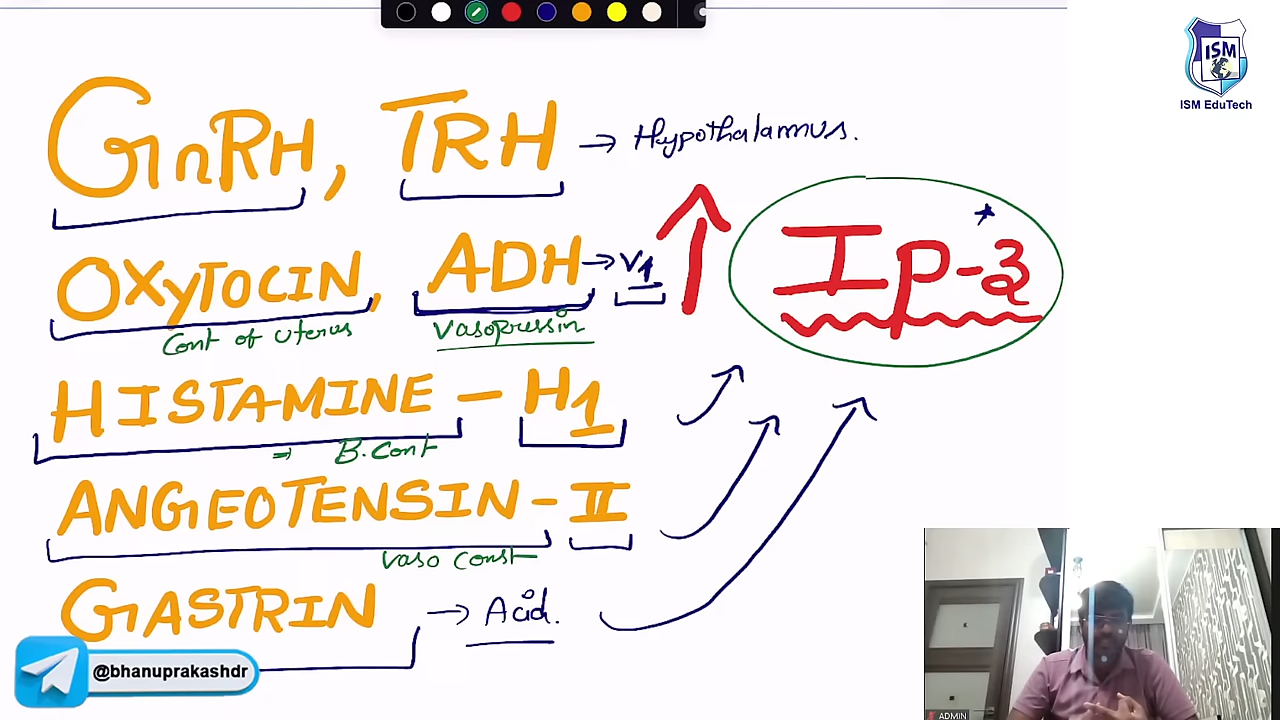 ISM
ISM EduTech
GnRH, TRH → Hypothalamus.
OXYTOCIN, ADH → V1 ↑ IP-3
Cont of uterus Vasopressin
HISTAMINE - H1
⇒ B.Cont
ANGEOTENSIN - II
Vaso Const
GASTRIN → Acid.
@bhanuprakashdr
ADMIN